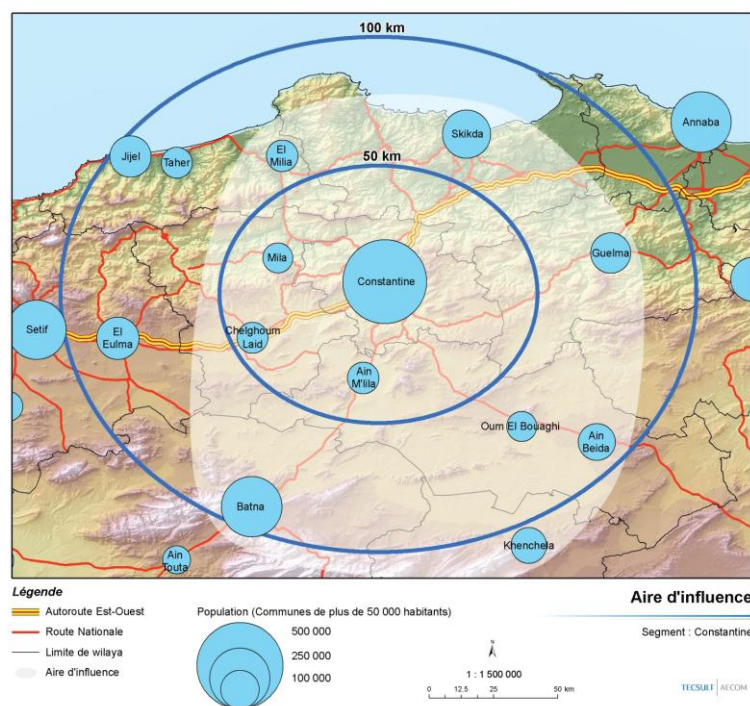 100 km
Annaba
Skikda
Jijel
Taher
El
Milia
50 km
Mila
Guelma
Constantine
Setif
El
Eulma
Chelghoum
Laid
Ain
M'lila
Oum El Bouaghi
Ain
Beida
Batna
Khenchela
Ain
Touta
Légende
Autoroute Est-Ouest
Route Nationale
Limite de wilaya
Aire d'influence
Population (Communes de plus de 50 000 habitants)
500 000
250 000
100 000
N
1 : 1 500 000
0 12.5 25 50 km
Aire d'influence
Segment : Constantine
TECSULT | AECOM